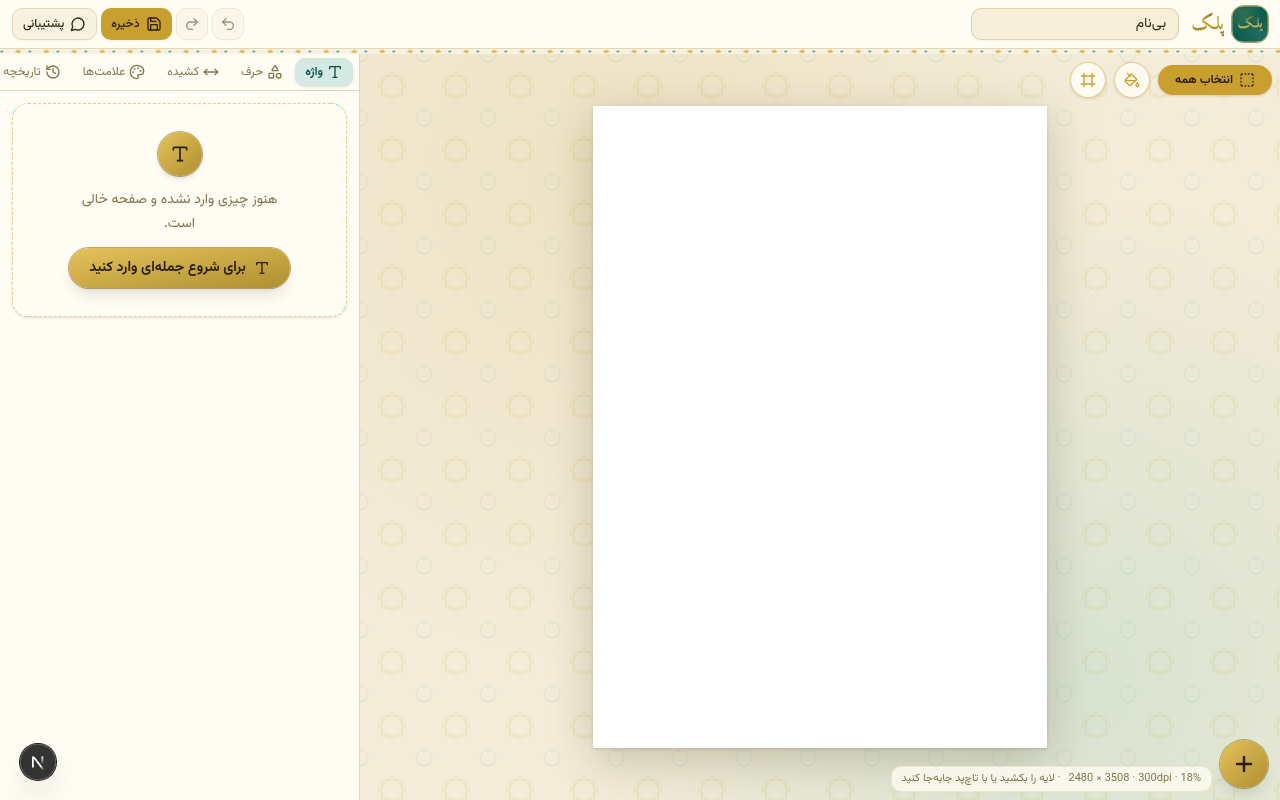 پلک
پلک
بی‌نام
ذخیره
پشتیبانی
واژه
حرف
کشیده
علامت‌ها
تاریخچه
انتخاب همه
هنوز چیزی وارد نشده و صفحه خالی
است.
برای شروع جمله‌ای وارد کنید
N
2480 × 3508 · 300dpi · 18% · لایه را بکشید یا با تاچ‌پد جابه‌جا کنید